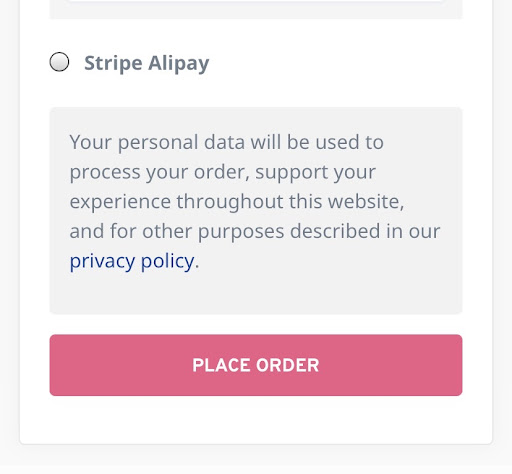 Stripe Alipay
Your personal data will be used to
process your order, support your
experience throughout this website,
and for other purposes described in our
privacy policy.
PLACE ORDER